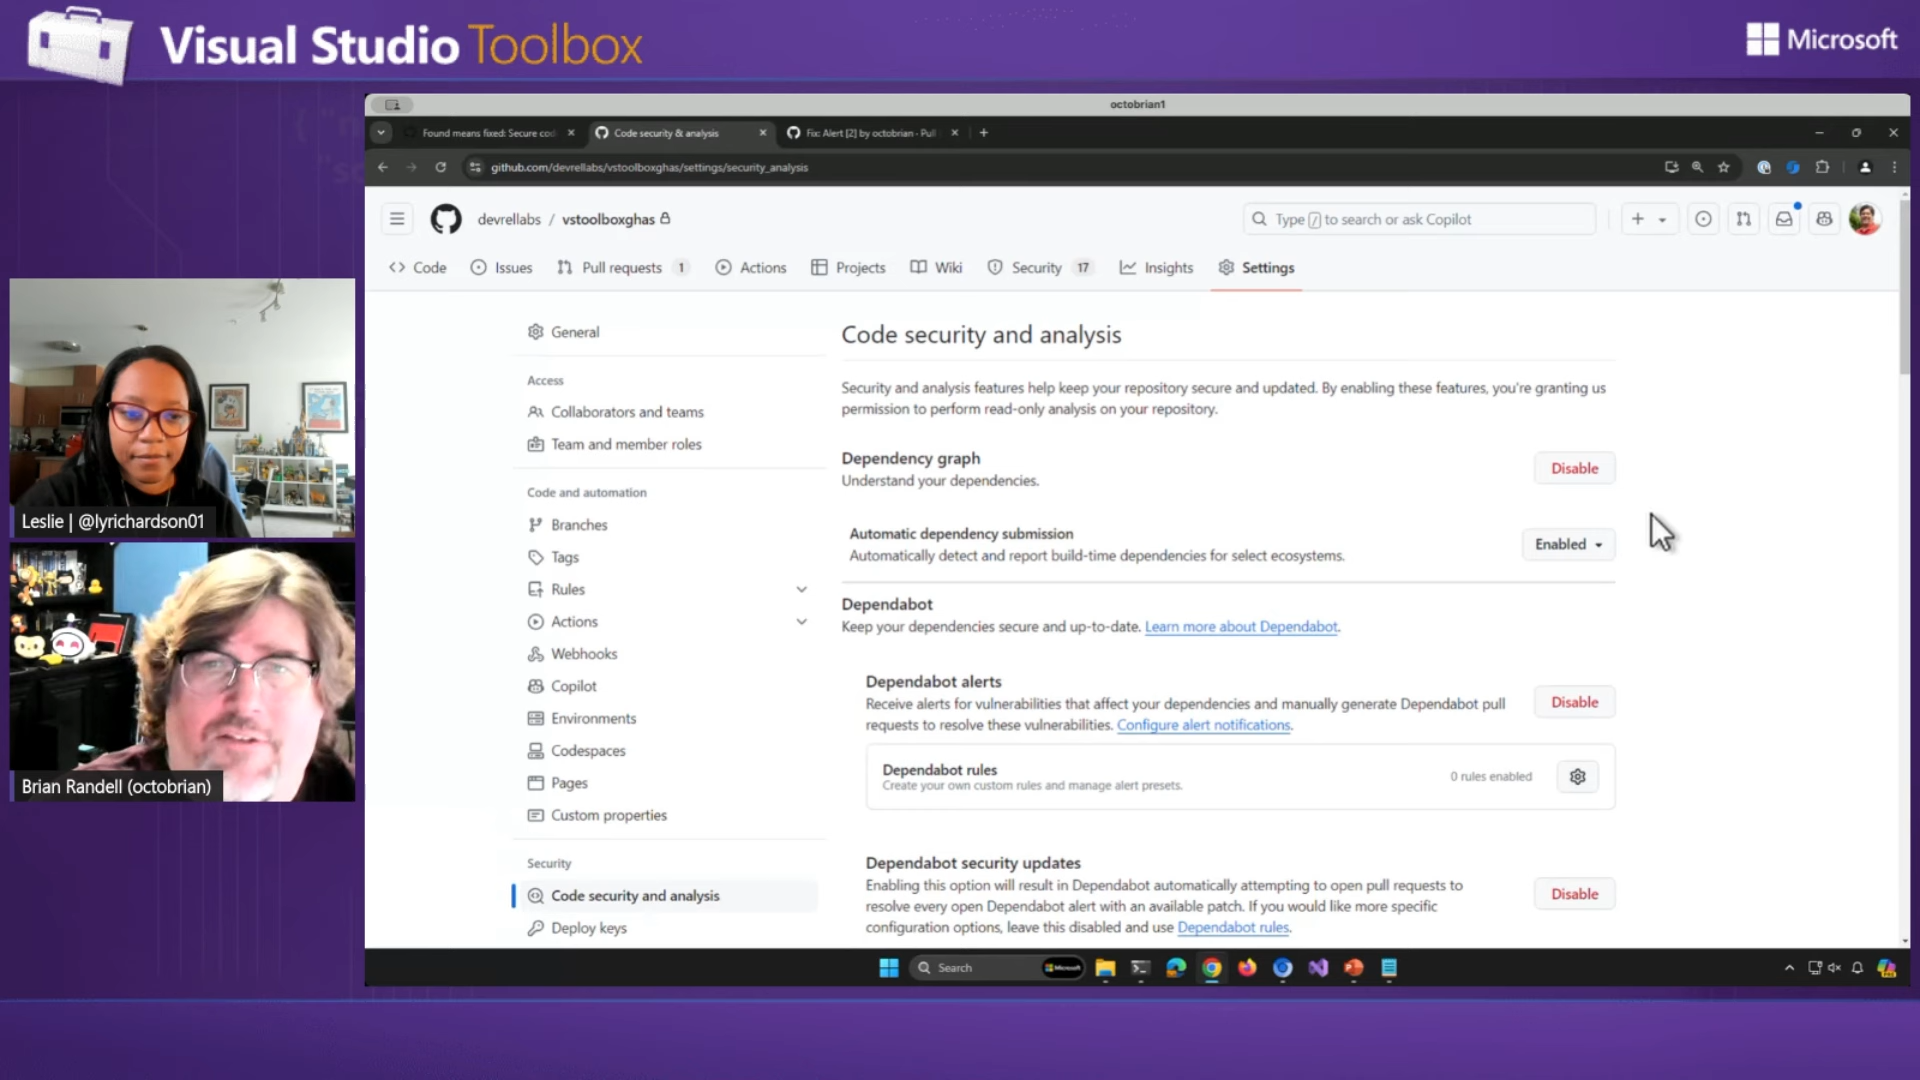 Visual Studio Toolbox
Microsoft
octobrian1
Found means fixed: Secure cod
Code security & analysis
Fix: Alert [2] by octobrian - Pull
github.com/devrellabs/vstoolboxghas/settings/security_analysis
devrellabs / vstoolboxghas
Type / to search or ask Copilot
Code
Issues
Pull requests 1
Actions
Projects
Wiki
Security 17
Insights
Settings
General
Access
Collaborators and teams
Team and member roles
Code and automation
Branches
Tags
Rules
Actions
Webhooks
Copilot
Environments
Codespaces
Pages
Custom properties
Security
Code security and analysis
Deploy keys
Code security and analysis
Security and analysis features help keep your repository secure and updated. By enabling these features, you're granting us
permission to perform read-only analysis on your repository.
Dependency graph
Understand your dependencies.
Disable
Automatic dependency submission
Automatically detect and report build-time dependencies for select ecosystems.
Enabled
Dependabot
Keep your dependencies secure and up-to-date. Learn more about Dependabot.
Dependabot alerts
Receive alerts for vulnerabilities that affect your dependencies and manually generate Dependabot pull
requests to resolve these vulnerabilities. Configure alert notifications.
Disable
Dependabot rules
Create your own custom rules and manage alert presets.
0 rules enabled
Dependabot security updates
Enabling this option will result in Dependabot automatically attempting to open pull requests to
resolve every open Dependabot alert with an available patch. If you would like more specific
configuration options, leave this disabled and use Dependabot rules.
Disable
Leslie | @lyrichardson01
Brian Randell (octobrian)
Search
Microsoft